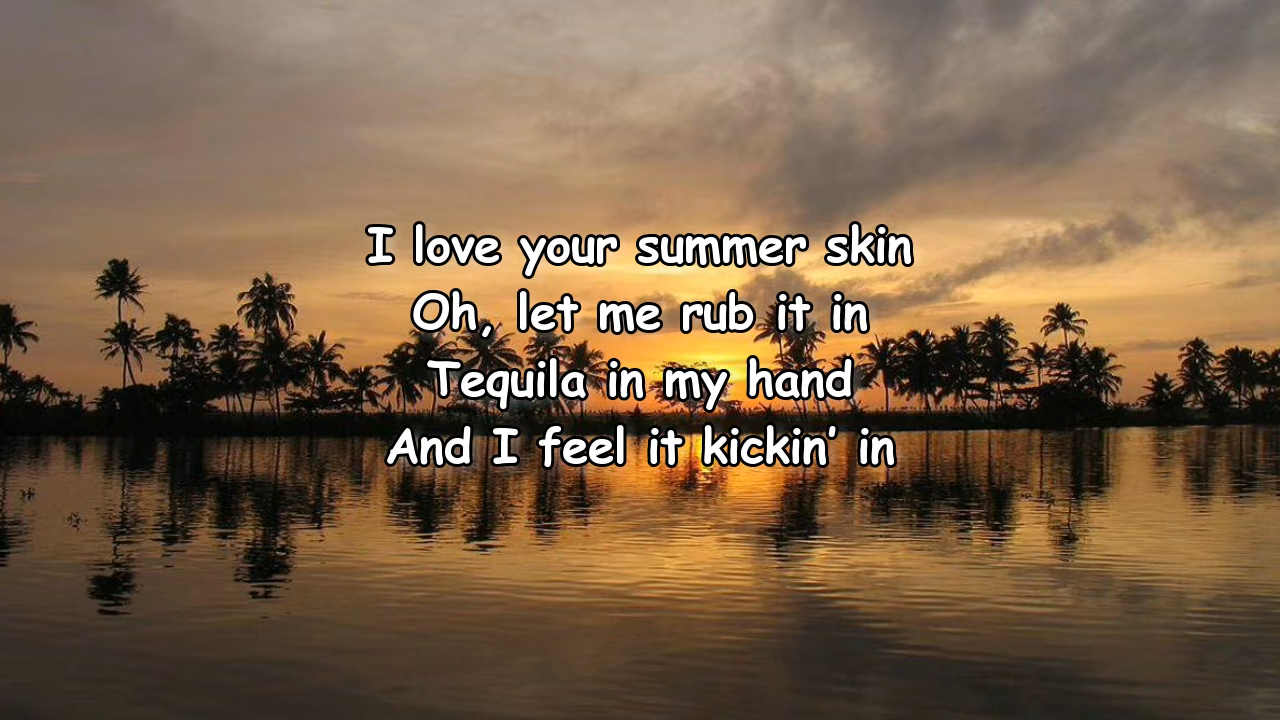 I love your summer skin
Oh, let me rub it in
Tequila in my hand
And I feel it kickin’ in